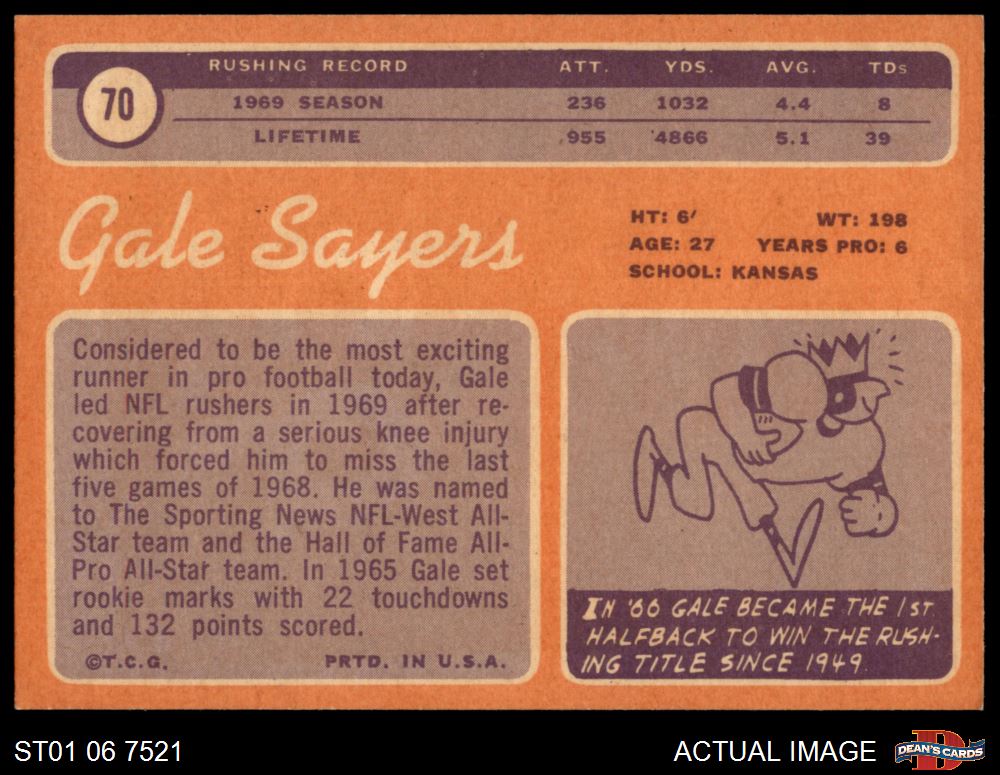 70
RUSHING RECORD ATT. YDS. AVG. TDs
1969 SEASON 236 1032 4.4 8
LIFETIME 955 4866 5.1 39
Gale Sayers
HT: 6' WT: 198
AGE: 27 YEARS PRO: 6
SCHOOL: KANSAS
Considered to be the most exciting
runner in pro football today, Gale
led NFL rushers in 1969 after re-
covering from a serious knee injury
which forced him to miss the last
five games of 1968. He was named
to The Sporting News NFL-West All-
Star team and the Hall of Fame All-
Pro All-Star team. In 1965 Gale set
rookie marks with 22 touchdowns
and 132 points scored.
©T.C.G. PRTD. IN U.S.A.
IN '66 GALE BECAME THE 1ST
HALFBACK TO WIN THE RUSH-
ING TITLE SINCE 1949.
ST01 06 7521 ACTUAL IMAGE D DEAN'S CARDS